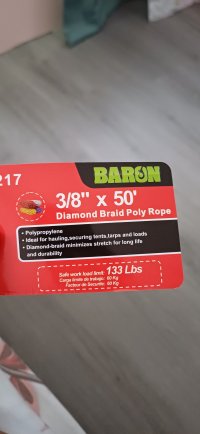 217
BARON
3/8" x 50'
Diamond Braid Poly Rope
• Polypropylene
• Ideal for hauling,securing tents,tarps and loads
• Diamond-braid minimizes stretch for long life
and durability
Safe work load limit: 133 Lbs
Carga limite de trabajo: 60 Kg
Facteur de Securite: 60 Kg